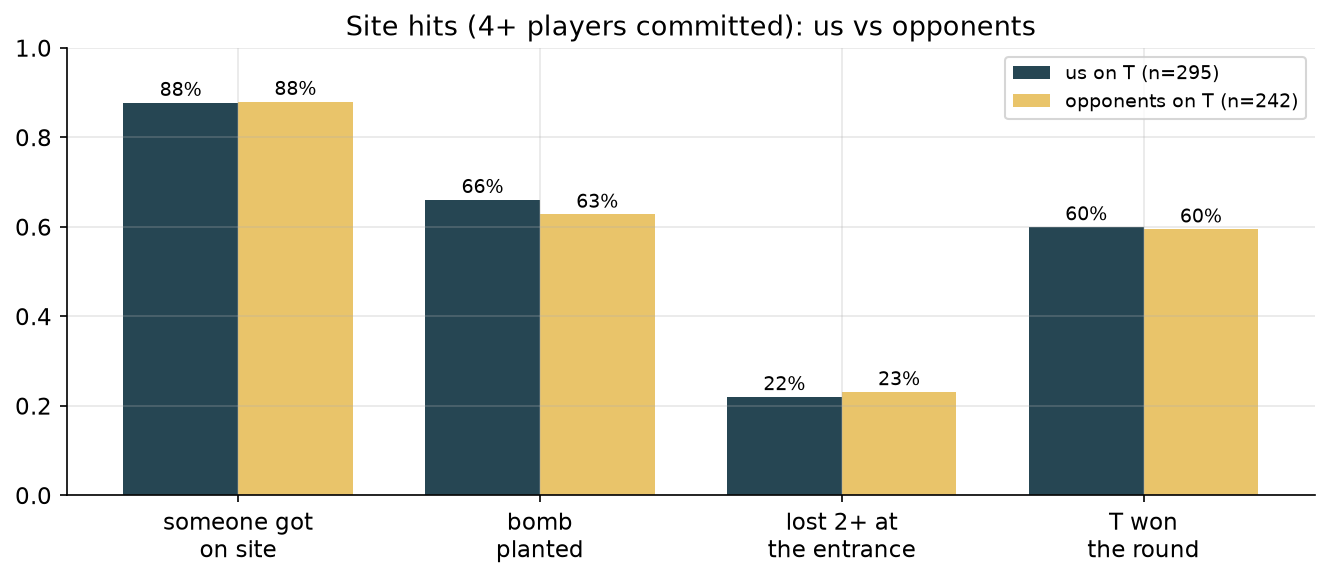 Site hits (4+ players committed): us vs opponents
us on T (n=295)
opponents on T (n=242)
1.0
0.8
0.6
0.4
0.2
0.0
88%
88%
66%
63%
22%
23%
60%
60%
someone got
on site
bomb
planted
lost 2+ at
the entrance
T won
the round